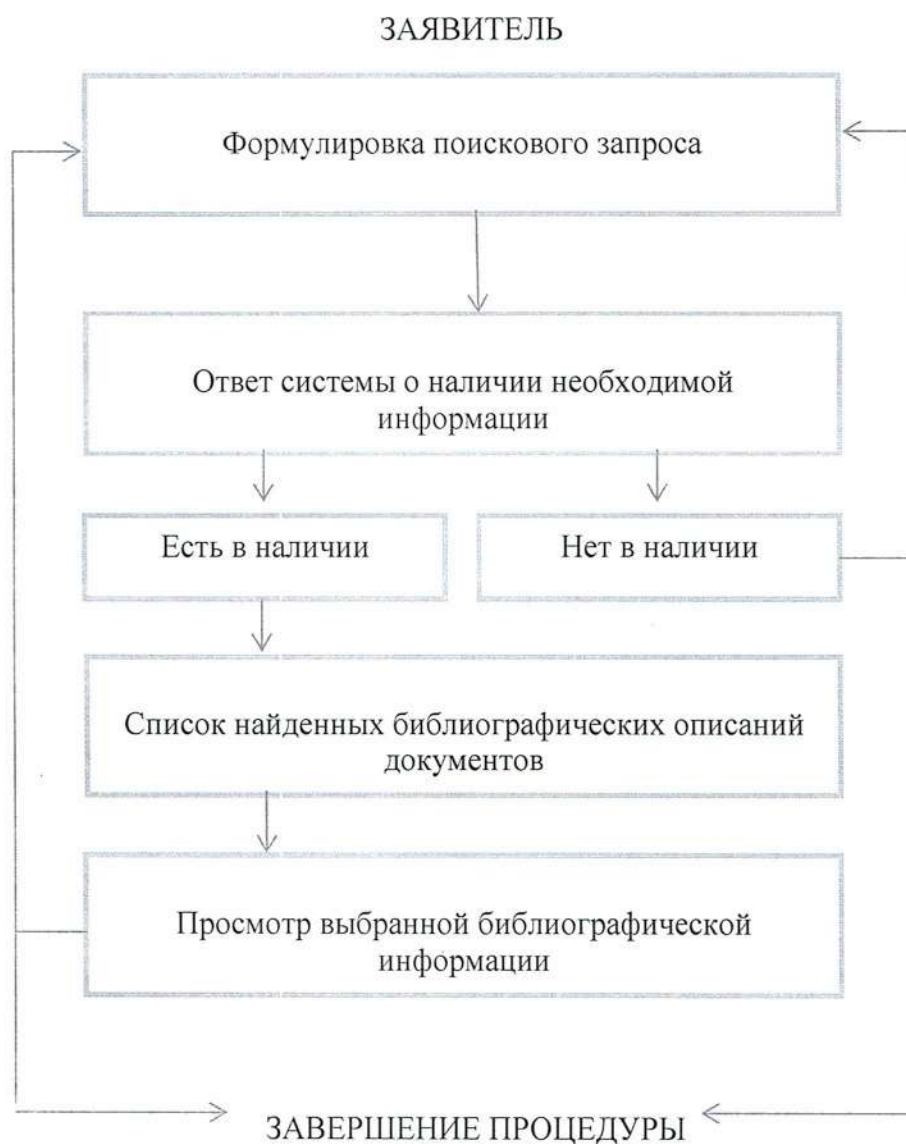 ЗАЯВИТЕЛЬ
Формулировка поискового запроса
Ответ системы о наличии необходимой
информации
Есть в наличии
Нет в наличии
Список найденных библиографических описаний
документов
Просмотр выбранной библиографической
информации
ЗАВЕРШЕНИЕ ПРОЦЕДУРЫ